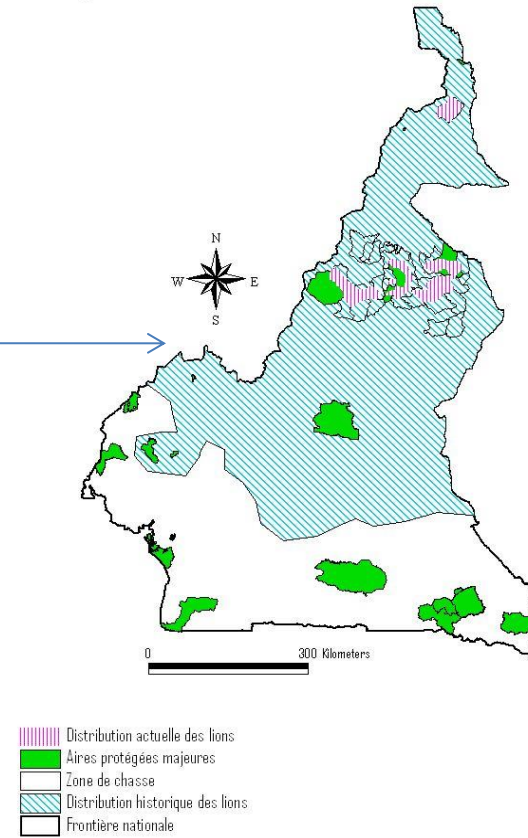 N
W E
S
0 300 Kilometers
Distribution actuelle des lions
Aires protégées majeures
Zone de chasse
Distribution historique des lions
Frontière nationale